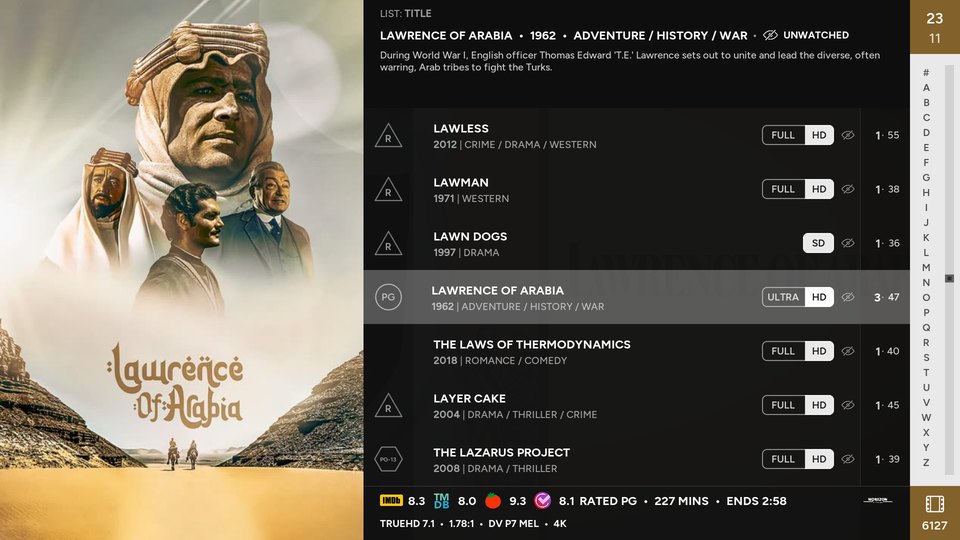 Lawrence
Of Arabia
LIST: TITLE
LAWRENCE OF ARABIA • 1962 • ADVENTURE / HISTORY / WAR • UNWATCHED
During World War I, English officer Thomas Edward 'T.E.' Lawrence sets out to unite and lead the diverse, often
warring, Arab tribes to fight the Turks.
R
LAWLESS
2012 | CRIME / DRAMA / WESTERN
FULL HD
1· 55
R
LAWMAN
1971 | WESTERN
FULL HD
1· 38
R
LAWN DOGS
1997 | DRAMA
SD
1· 36
PG
LAWRENCE OF ARABIA
1962 | ADVENTURE / HISTORY / WAR
ULTRA HD
3· 47
THE LAWS OF THERMODYNAMICS
2018 | ROMANCE / COMEDY
FULL HD
1· 40
R
LAYER CAKE
2004 | DRAMA / THRILLER / CRIME
FULL HD
1· 45
PG-13
THE LAZARUS PROJECT
2008 | DRAMA / THRILLER
FULL HD
1· 39
IMDb 8.3 TMDB 8.0 9.3 8.1 RATED PG • 227 MINS • ENDS 2:58
HORIZON
TRUEHD 7.1 • 1.78:1 • DV P7 MEL • 4K
23
11
#
A
B
C
D
E
F
G
H
I
J
K
L
M
N
O
P
Q
R
S
T
U
V
W
X
Y
Z
6127